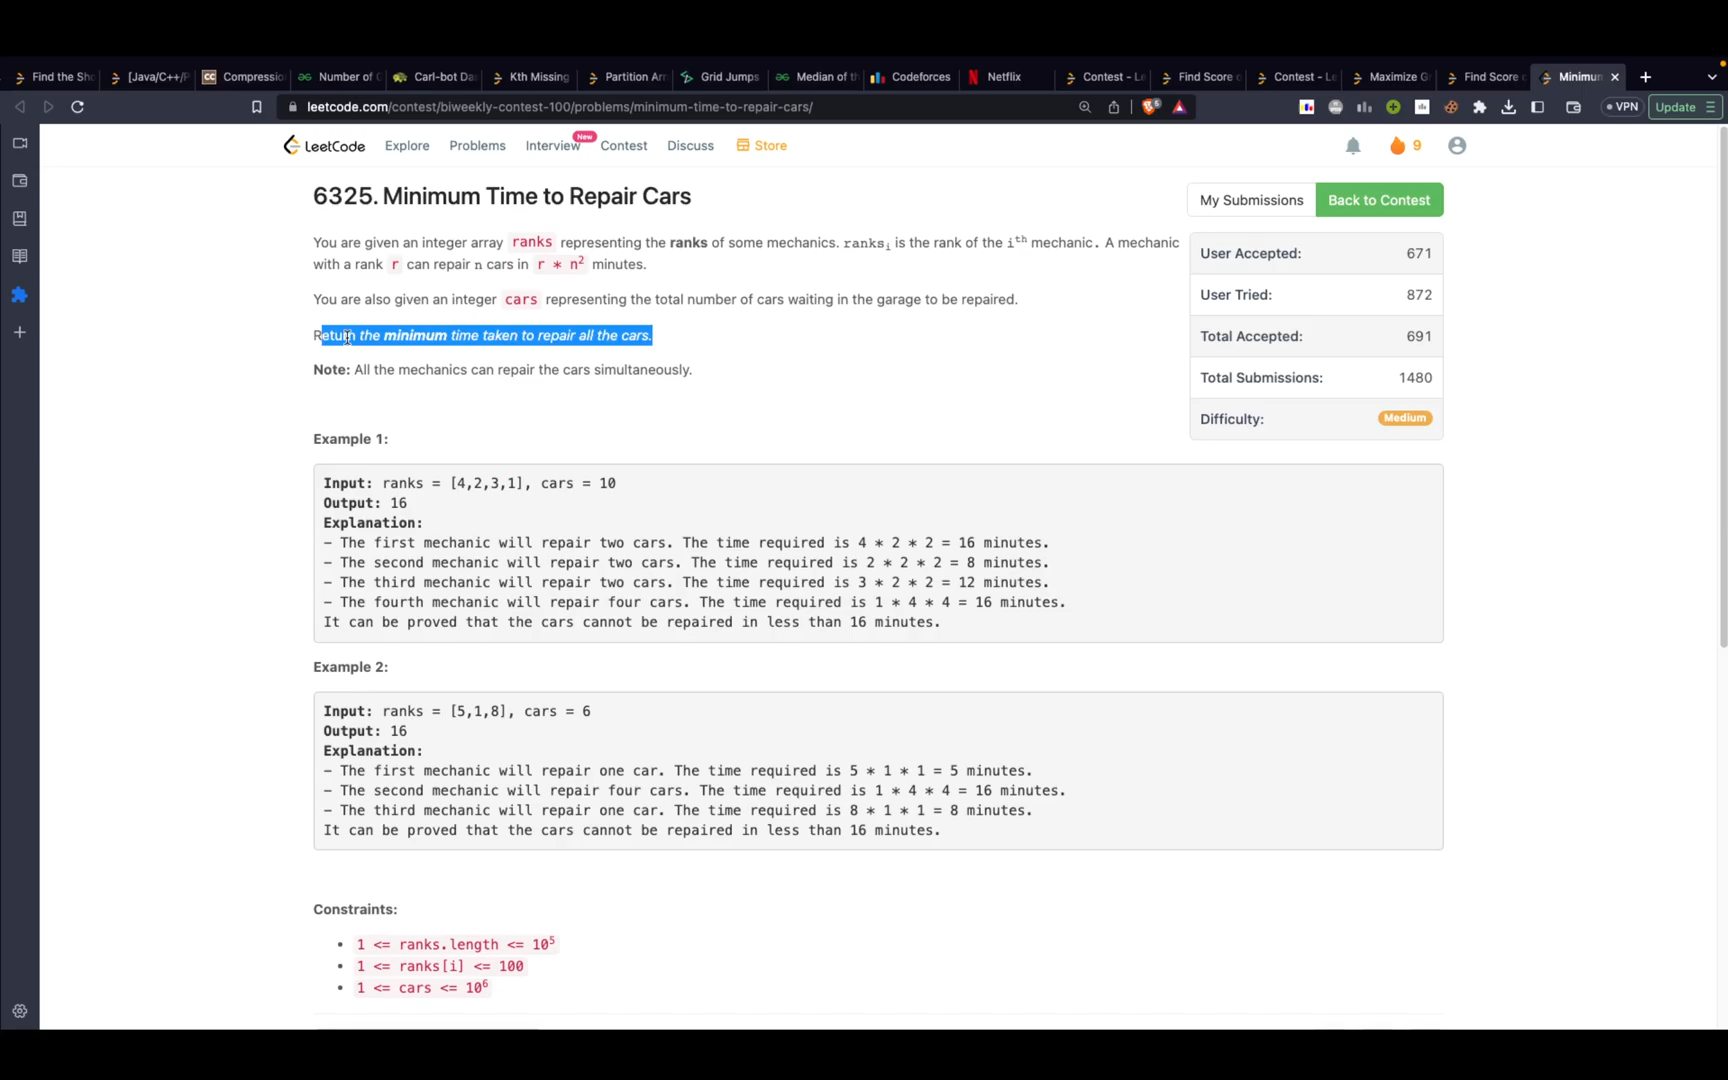 Find the Sho
[Java/C++/P
CC Compressio
Number of C
Carl-bot Da
Kth Missing
Partition Arr
Grid Jumps
Median of th
Codeforces
Netflix
Contest - Le
Find Score o
Contest - Le
Maximize Gr
Find Score o
Minimum
leetcode.com/contest/biweekly-contest-100/problems/minimum-time-to-repair-cars/
6
VPN
Update
LeetCode
Explore
Problems
Interview
New
Contest
Discuss
Store
9
6325. Minimum Time to Repair Cars
My Submissions
Back to Contest
You are given an integer array ranks representing the ranks of some mechanics. ranksi is the rank of the ith mechanic. A mechanic
with a rank r can repair n cars in r * n2 minutes.
You are also given an integer cars representing the total number of cars waiting in the garage to be repaired.
Return the minimum time taken to repair all the cars.
Note: All the mechanics can repair the cars simultaneously.
User Accepted: 671
User Tried: 872
Total Accepted: 691
Total Submissions: 1480
Difficulty: Medium
Example 1:
Input: ranks = [4,2,3,1], cars = 10
Output: 16
Explanation:
- The first mechanic will repair two cars. The time required is 4 * 2 * 2 = 16 minutes.
- The second mechanic will repair two cars. The time required is 2 * 2 * 2 = 8 minutes.
- The third mechanic will repair two cars. The time required is 3 * 2 * 2 = 12 minutes.
- The fourth mechanic will repair four cars. The time required is 1 * 4 * 4 = 16 minutes.
It can be proved that the cars cannot be repaired in less than 16 minutes.
Example 2:
Input: ranks = [5,1,8], cars = 6
Output: 16
Explanation:
- The first mechanic will repair one car. The time required is 5 * 1 * 1 = 5 minutes.
- The second mechanic will repair four cars. The time required is 1 * 4 * 4 = 16 minutes.
- The third mechanic will repair one car. The time required is 8 * 1 * 1 = 8 minutes.
It can be proved that the cars cannot be repaired in less than 16 minutes.
Constraints:
• 1 <= ranks.length <= 10^5
• 1 <= ranks[i] <= 100
• 1 <= cars <= 10^6